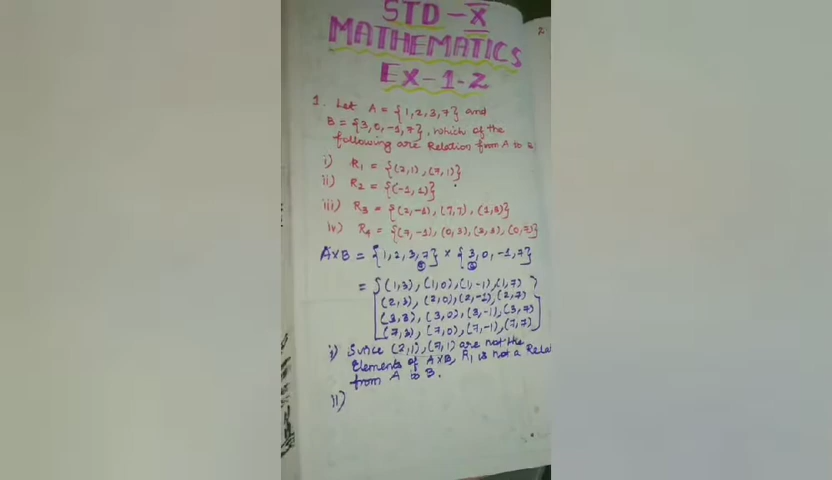 STD - X
MATHEMATICS
EX-1-2
1. Let A = {1,2,3,7} and
B = {3,0,-1,7}, which of the
following are Relation from A to B
i) R₁ = {(2,1), (7,1)}
ii) R₂ = {(-1,1)}
iii) R₃ = {(2,-1), (7,7), (1,3)}
iv) R₄ = {(7,-1), (0,3), (3,3), (0,7)}
A×B = {1,2,3,7} × {3,0,-1,7}
= {(1,3), (1,0), (1,-1), (1,7)
(2,3), (2,0), (2,-1), (2,7)
(3,3), (3,0), (3,-1), (3,7)
(7,3), (7,0), (7,-1), (7,7)}
i) Since (2,1), (7,1) are not the
Elements of A×B, R₁ is not a Rela
from A to B.
ii)
2